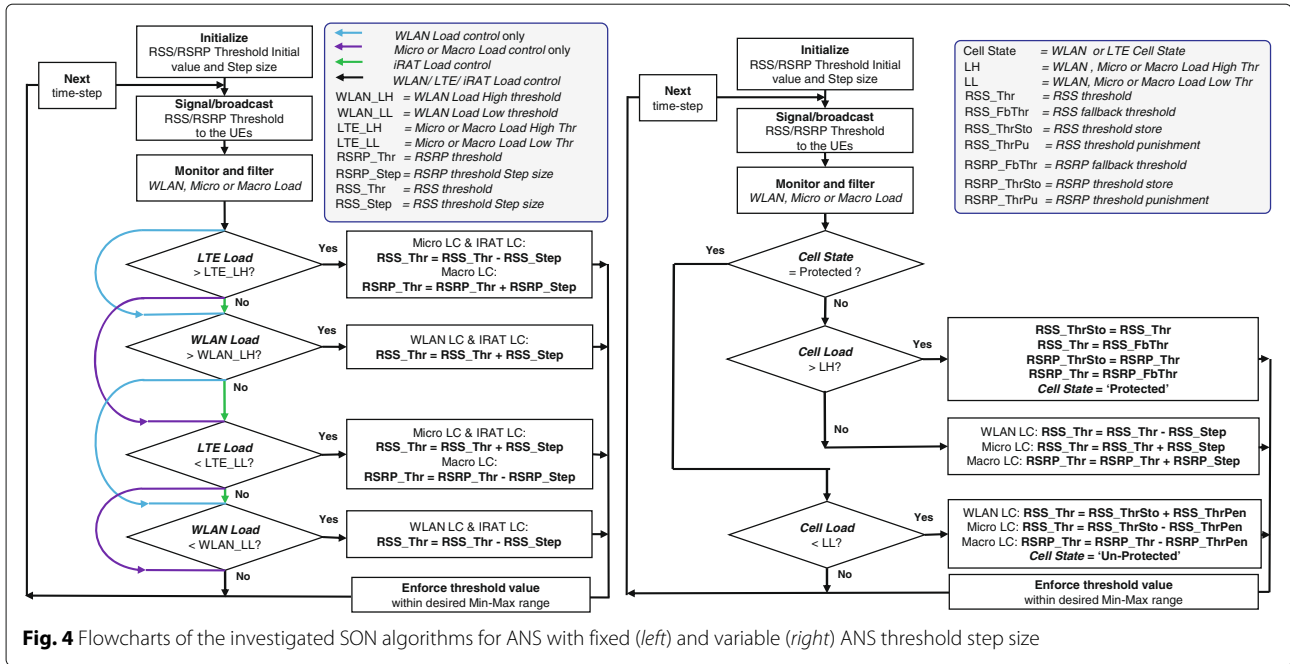 Initialize
RSS/RSRP Threshold Initial
value and Step size
Next
time-step
Signal/broadcast
RSS/RSRP Threshold
to the UEs
Monitor and filter
WLAN, Micro or Macro Load
WLAN Load control only
Micro or Macro Load control only
iRAT Load control
WLAN/ LTE/ iRAT Load control
WLAN_LH = WLAN Load High threshold
WLAN_LL = WLAN Load Low threshold
LTE_LH = Micro or Macro Load High Thr
LTE_LL = Micro or Macro Load Low Thr
RSRP_Thr = RSRP threshold
RSRP_Step = RSRP threshold Step size
RSS_Thr = RSS threshold
RSS_Step = RSS threshold Step size
LTE Load
> LTE_LH?
Yes
No
Micro LC & IRAT LC:
RSS_Thr = RSS_Thr - RSS_Step
Macro LC:
RSRP_Thr = RSRP_Thr + RSRP_Step
WLAN Load
> WLAN_LH?
Yes
No
WLAN LC & IRAT LC:
RSS_Thr = RSS_Thr + RSS_Step
LTE Load
< LTE_LL?
Yes
No
Micro LC & IRAT LC:
RSS_Thr = RSS_Thr + RSS_Step
Macro LC:
RSRP_Thr = RSRP_Thr - RSRP_Step
WLAN Load
< WLAN_LL?
Yes
No
WLAN LC & IRAT LC:
RSS_Thr = RSS_Thr - RSS_Step
Enforce threshold value
within desired Min-Max range
Initialize
RSS/RSRP Threshold Initial
value and Step size
Next
time-step
Signal/broadcast
RSS/RSRP Threshold
to the UEs
Monitor and filter
WLAN, Micro or Macro Load
Cell State = WLAN or LTE Cell State
LH = WLAN , Micro or Macro Load High Thr
LL = WLAN, Micro or Macro Load Low Thr
RSS_Thr = RSS threshold
RSS_FbThr = RSS fallback threshold
RSS_ThrSto = RSS threshold store
RSS_ThrPu = RSS threshold punishment
RSRP_FbThr = RSRP fallback threshold
RSRP_ThrSto = RSRP threshold store
RSRP_ThrPu = RSRP threshold punishment
Yes
Cell State
= Protected ?
No
Cell Load
> LH?
Yes
No
RSS_ThrSto = RSS_Thr
RSS_Thr = RSS_FbThr
RSRP_ThrSto = RSRP_Thr
RSRP_Thr = RSRP_FbThr
Cell State = ‘Protected’
WLAN LC: RSS_Thr = RSS_Thr - RSS_Step
Micro LC: RSS_Thr = RSS_Thr + RSS_Step
Macro LC: RSRP_Thr = RSRP_Thr + RSRP_Step
Cell Load
< LL?
Yes
No
WLAN LC: RSS_Thr = RSS_ThrSto + RSS_ThrPen
Micro LC: RSS_Thr = RSS_ThrSto - RSS_ThrPen
Macro LC: RSRP_Thr = RSRP_Thr - RSRP_ThrPen
Cell State = ‘Un-Protected’
Enforce threshold value
within desired Min-Max range
Fig. 4 Flowcharts of the investigated SON algorithms for ANS with fixed (left) and variable (right) ANS threshold step size